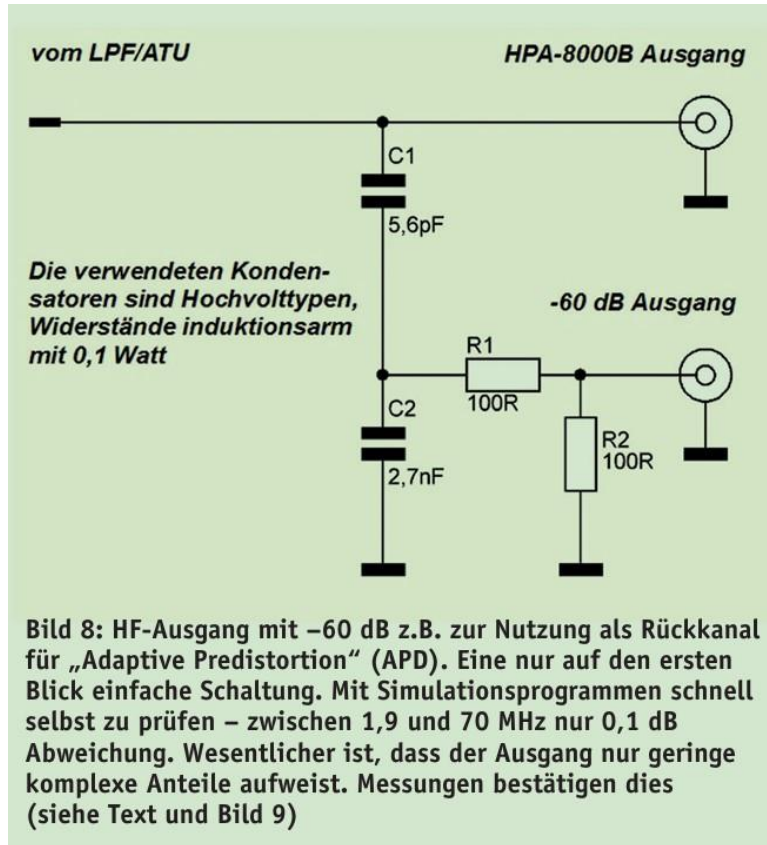 vom LPF/ATU
HPA-8000B Ausgang
C1
5,6pF
Die verwendeten Konden-
satoren sind Hochvolttypen,
Widerstände induktionsarm
mit 0,1 Watt
-60 dB Ausgang
R1
100R
C2
2,7nF
R2
100R
Bild 8: HF-Ausgang mit –60 dB z.B. zur Nutzung als Rückkanal
für „Adaptive Predistortion“ (APD). Eine nur auf den ersten
Blick einfache Schaltung. Mit Simulationsprogrammen schnell
selbst zu prüfen – zwischen 1,9 und 70 MHz nur 0,1 dB
Abweichung. Wesentlicher ist, dass der Ausgang nur geringe
komplexe Anteile aufweist. Messungen bestätigen dies
(siehe Text und Bild 9)